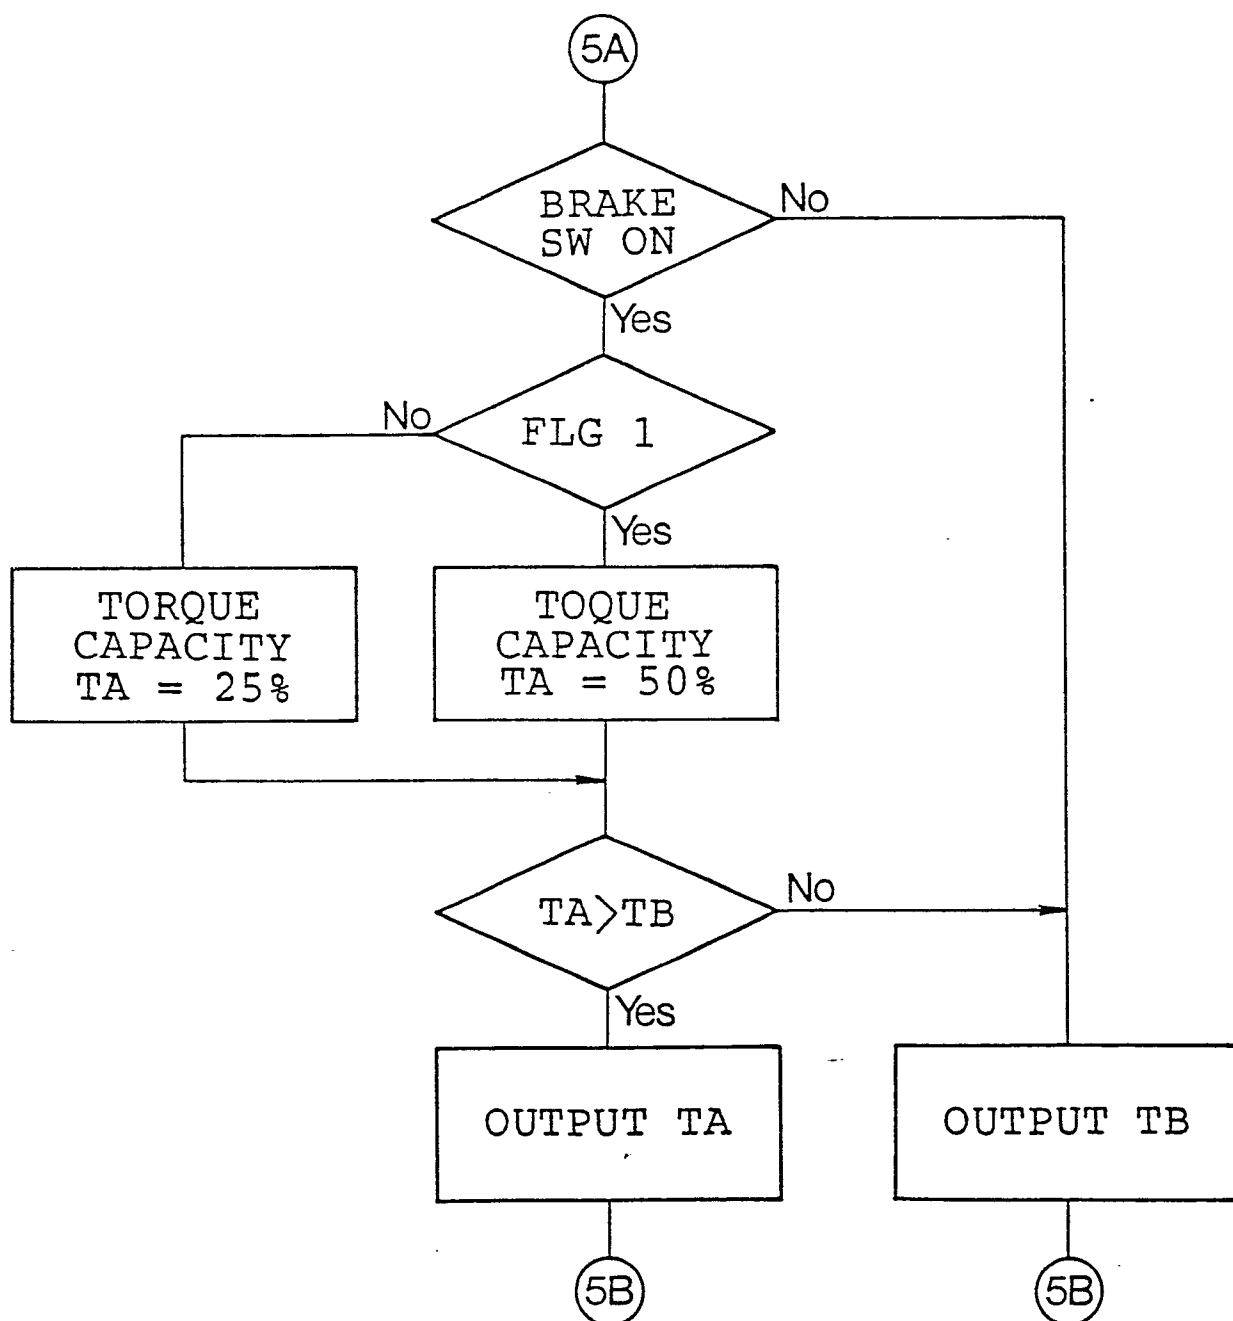 5A
BRAKE
SW ON
No
Yes
No
FLG 1
Yes
TORQUE
CAPACITY
TA = 25%
TOQUE
CAPACITY
TA = 50%
TA>TB
No
Yes
OUTPUT TA
OUTPUT TB
5B
5B